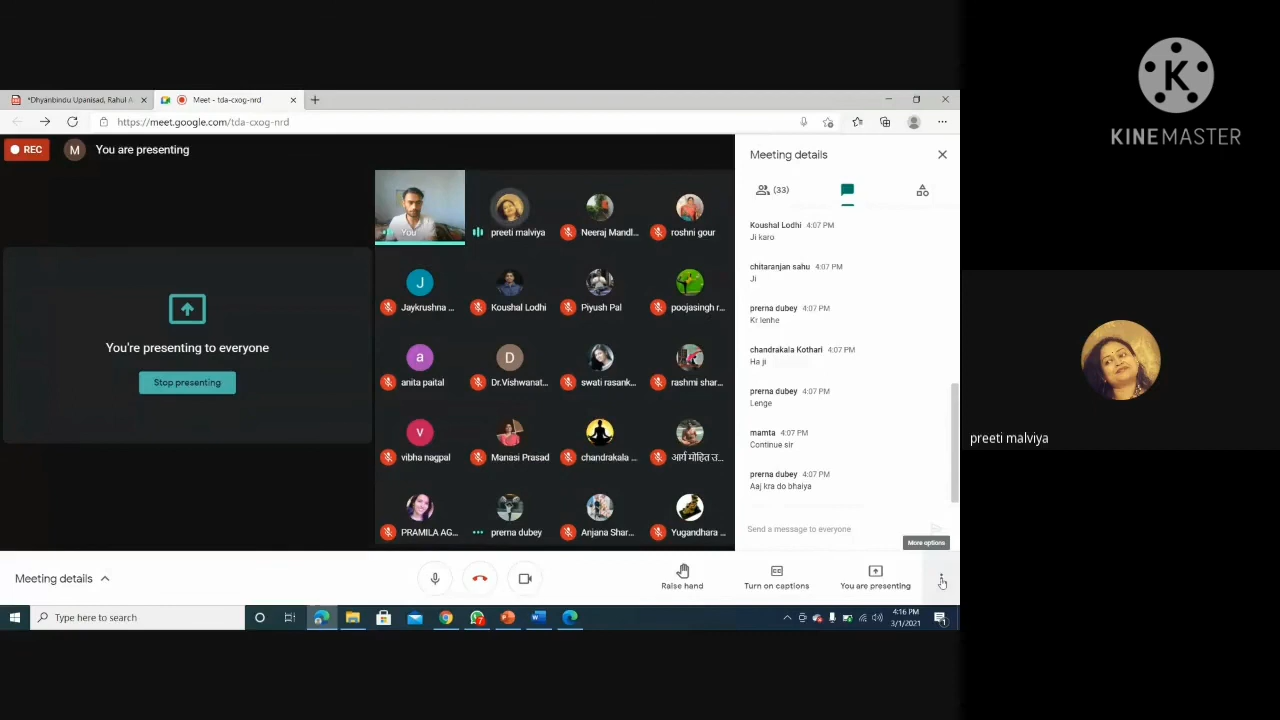 *Dhyanbindu Upanisad, Rahul A
Meet - tda-cxog-nrd
https://meet.google.com/tda-cxog-nrd
REC
M
You are presenting
You're presenting to everyone
Stop presenting
You
preeti malviya
Neeraj Mandl...
roshni gour
J
Jaykrushna ...
Koushal Lodhi
Piyush Pal
poojasingh r...
a
anita paital
D
Dr.Vishwanat...
swati rasank...
rashmi shar...
v
vibha nagpal
Manasi Prasad
chandrakala ...
आर्य मोहित उ...
PRAMILA AG...
prerna dubey
Anjana Shar...
Yugandhara ...
Meeting details
(33)
Koushal Lodhi 4:07 PM
Ji karo
chitaranjan sahu 4:07 PM
Ji
prerna dubey 4:07 PM
Kr lenhe
chandrakala Kothari 4:07 PM
Ha ji
prerna dubey 4:07 PM
Lenge
mamta 4:07 PM
Continue sir
prerna dubey 4:07 PM
Aaj kra do bhaiya
Send a message to everyone
More options
Meeting details
Raise hand
Turn on captions
You are presenting
Type here to search
4:16 PM
3/1/2021
K
KINEMASTER
preeti malviya